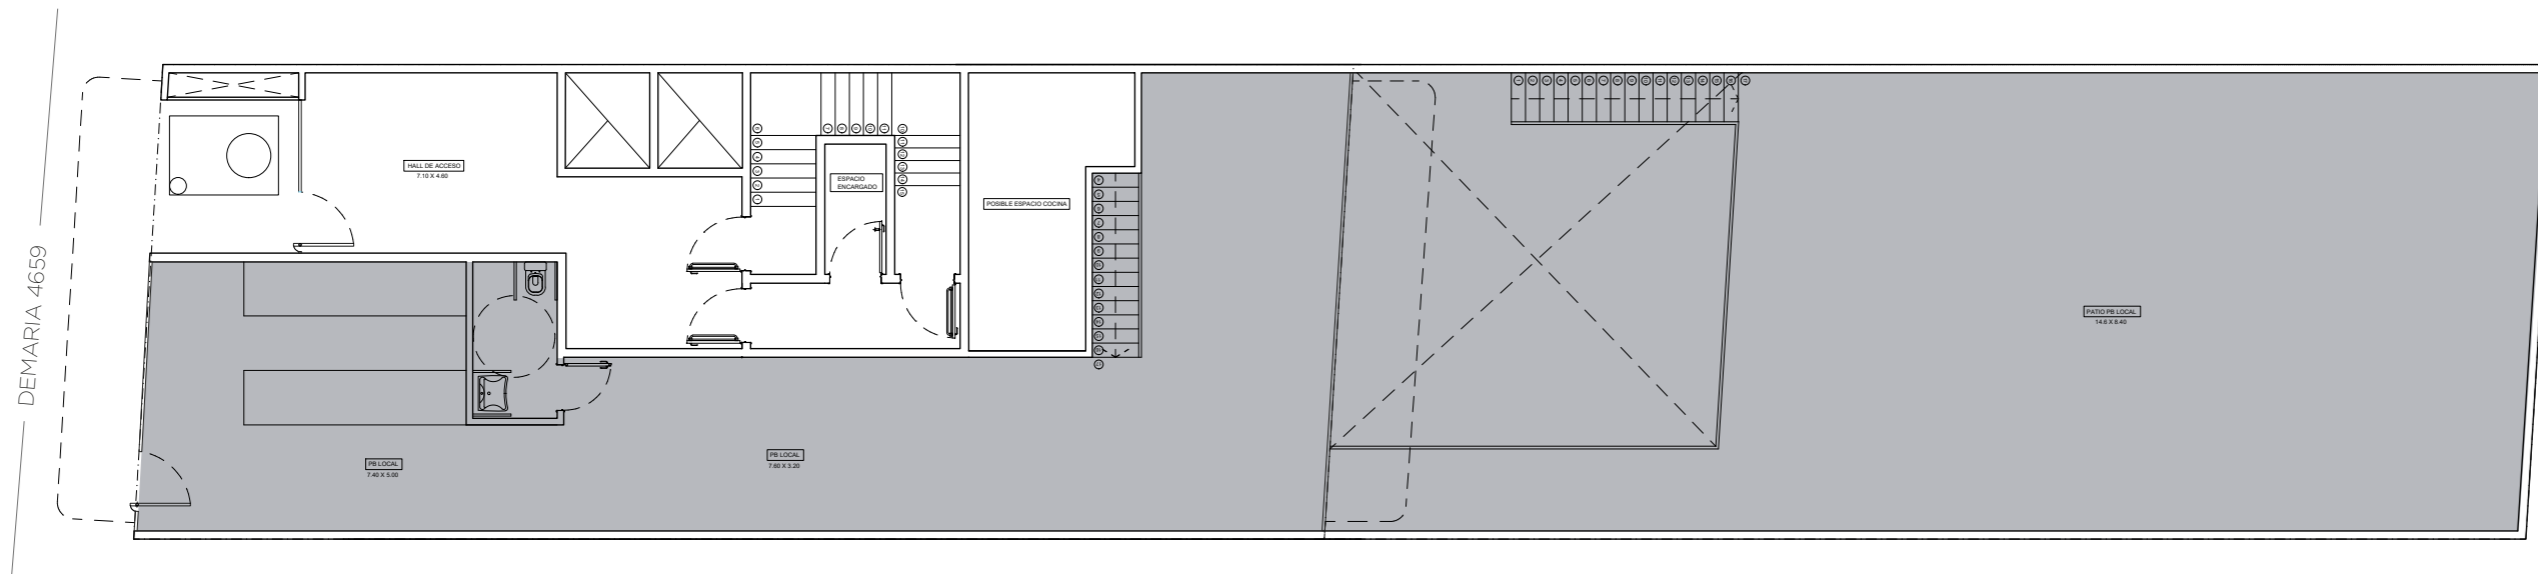 DEMARIA 4659
HALL DE ACCESO
7.10 X 4.60
ESPACIO
ENCARGADO
POSIBLE ESPACIO COCINA
PB LOCAL
7.40 X 5.00
PB LOCAL
7.60 X 3.20
PATIO PB LOCAL
14.6 X 8.40